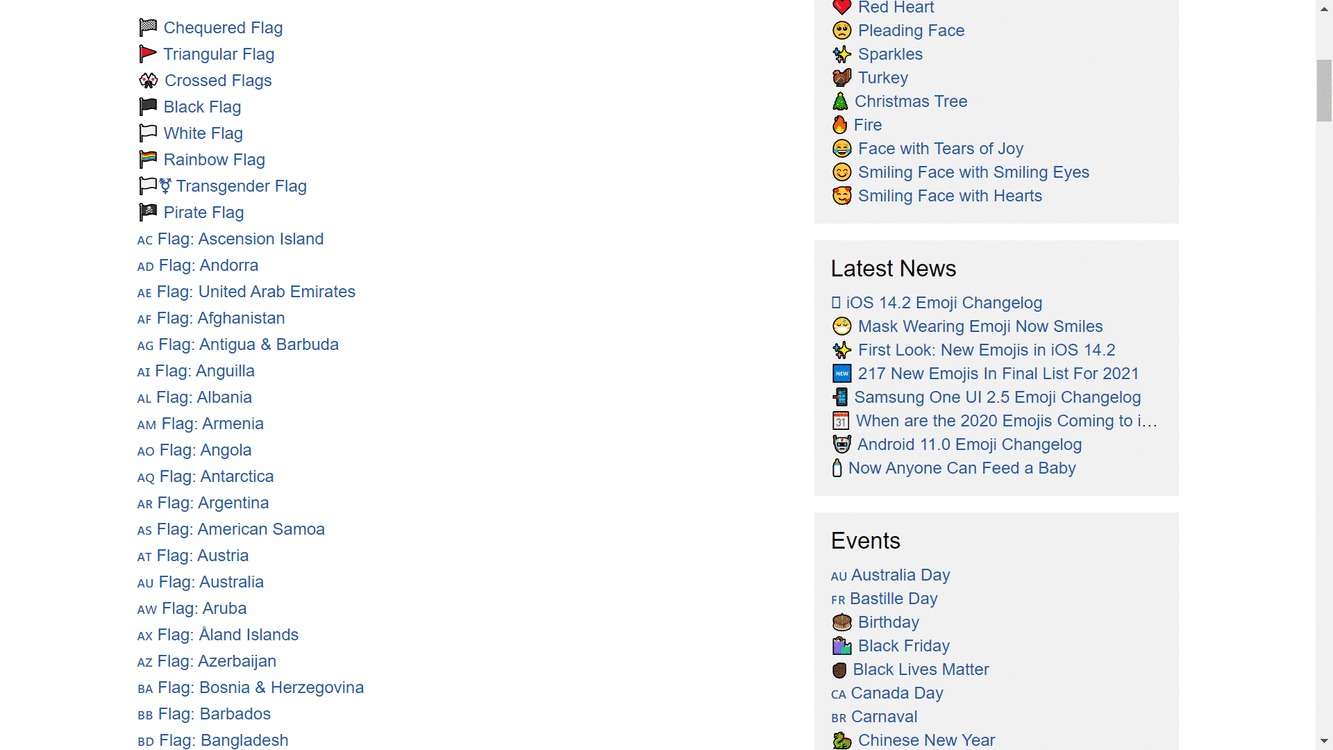 Chequered Flag
Triangular Flag
Crossed Flags
Black Flag
White Flag
Rainbow Flag
Transgender Flag
Pirate Flag
AC Flag: Ascension Island
AD Flag: Andorra
AE Flag: United Arab Emirates
AF Flag: Afghanistan
AG Flag: Antigua & Barbuda
AI Flag: Anguilla
AL Flag: Albania
AM Flag: Armenia
AO Flag: Angola
AQ Flag: Antarctica
AR Flag: Argentina
AS Flag: American Samoa
AT Flag: Austria
AU Flag: Australia
AW Flag: Aruba
AX Flag: Åland Islands
AZ Flag: Azerbaijan
BA Flag: Bosnia & Herzegovina
BB Flag: Barbados
BD Flag: Bangladesh
Red Heart
Pleading Face
Sparkles
Turkey
Christmas Tree
Fire
Face with Tears of Joy
Smiling Face with Smiling Eyes
Smiling Face with Hearts
Latest News
iOS 14.2 Emoji Changelog
Mask Wearing Emoji Now Smiles
First Look: New Emojis in iOS 14.2
NEW 217 New Emojis In Final List For 2021
Samsung One UI 2.5 Emoji Changelog
31 When are the 2020 Emojis Coming to i…
Android 11.0 Emoji Changelog
Now Anyone Can Feed a Baby
Events
AU Australia Day
FR Bastille Day
Birthday
Black Friday
Black Lives Matter
CA Canada Day
BR Carnaval
Chinese New Year